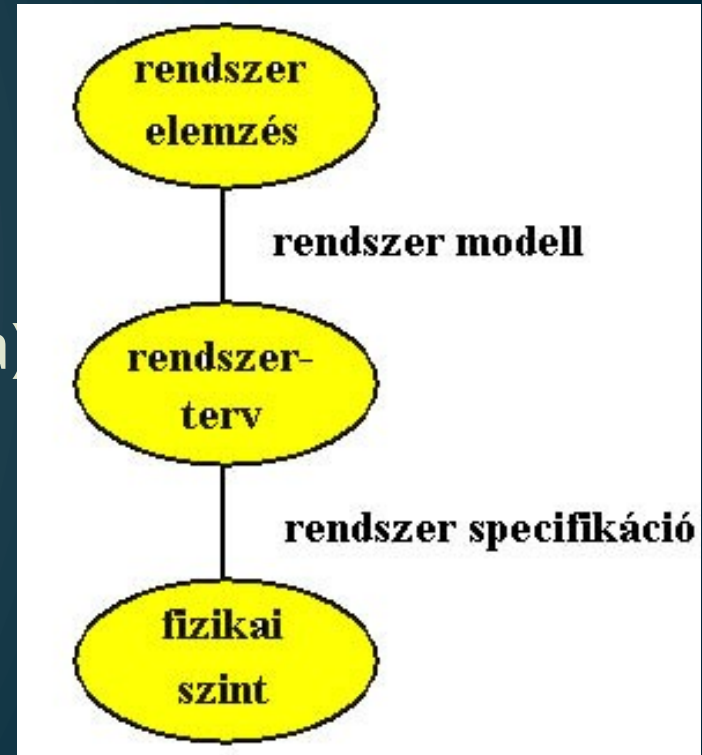 rendszer
elemzés
rendszer modell
rendszer-
terv
rendszer specifikáció
fizikai
szint